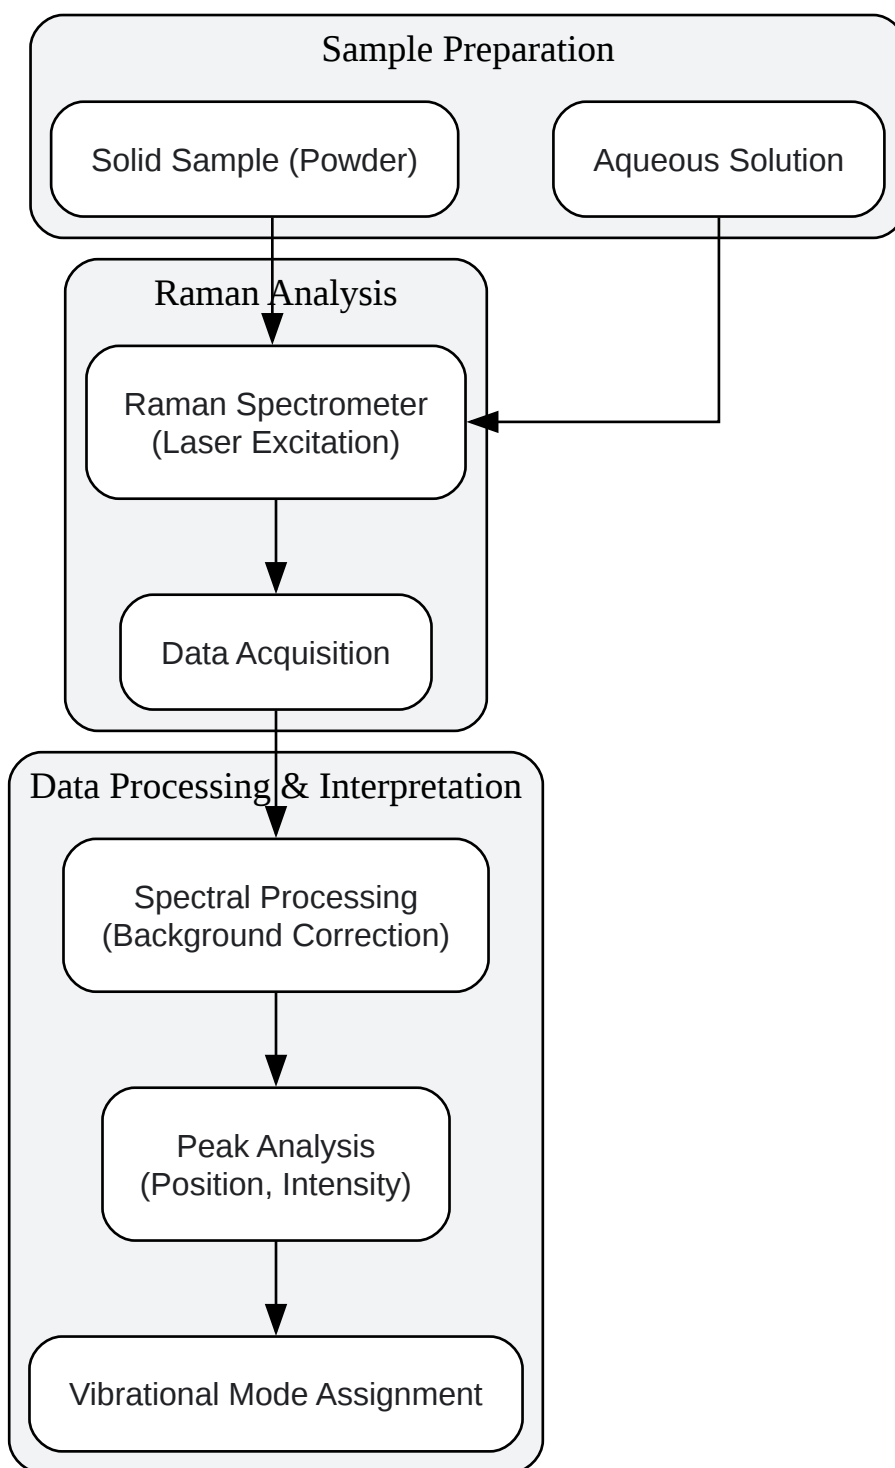 Sample Preparation
Solid Sample (Powder)
Aqueous Solution
Raman Analysis
Raman Spectrometer
(Laser Excitation)
Data Acquisition
Data Processing & Interpretation
Spectral Processing
(Background Correction)
Peak Analysis
(Position, Intensity)
Vibrational Mode Assignment